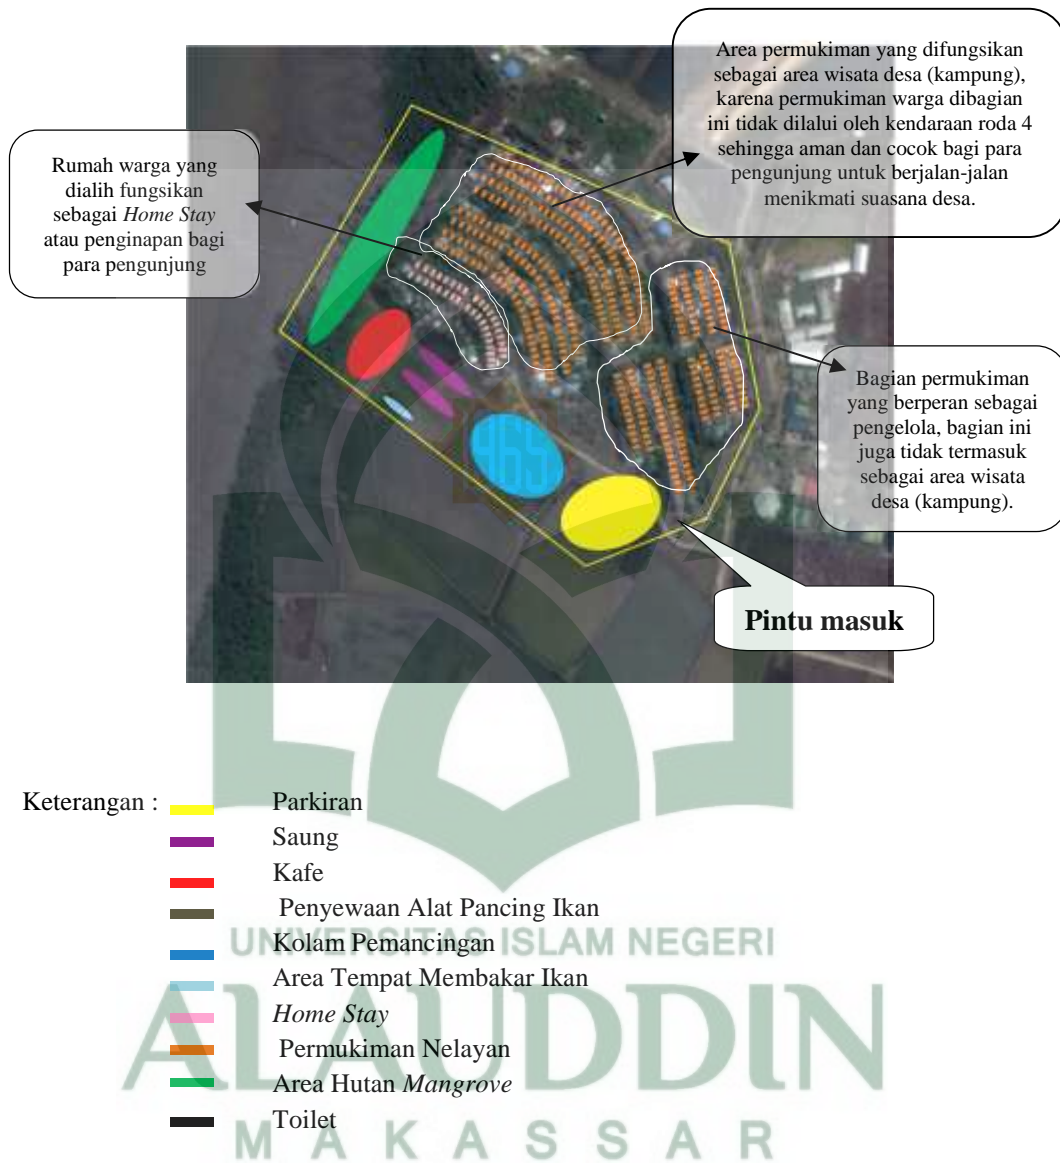 Area permukiman yang difungsikan
sebagai area wisata desa (kampung),
karena permukiman warga dibagian
ini tidak dilalui oleh kendaraan roda 4
sehingga aman dan cocok bagi para
pengunjung untuk berjalan-jalan
menikmati suasana desa.
Rumah warga yang
dialih fungsikan
sebagai Home Stay
atau penginapan bagi
para pengunjung
Bagian permukiman
yang berperan sebagai
pengelola, bagian ini
juga tidak termasuk
sebagai area wisata
desa (kampung).
Pintu masuk
Keterangan :
Parkiran
Saung
Kafe
Penyewaan Alat Pancing Ikan
Kolam Pemancingan
Area Tempat Membakar Ikan
Home Stay
Permukiman Nelayan
Area Hutan Mangrove
Toilet
UNIVERSITAS ISLAM NEGERI
ALAUDDIN
MAKASSAR